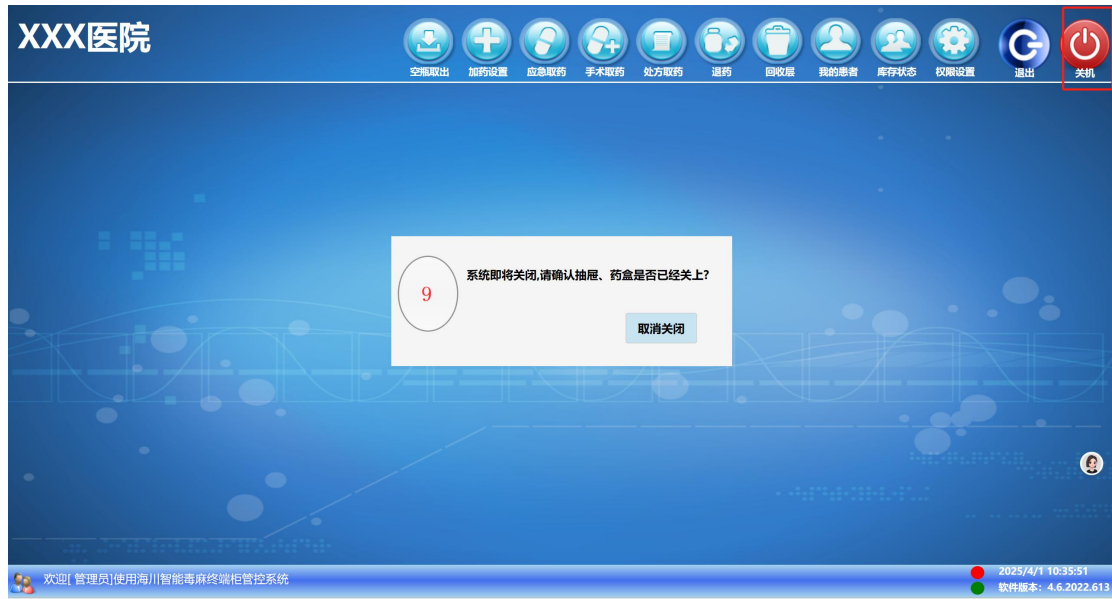 XXX医院
空瓶取出 加药设置 应急取药 手术取药 处方取药 退药 回收层 我的患者 库存状态 权限设置 退出 关机
9
系统即将关闭,请确认抽屉、药盒是否已经关上?
取消关闭
欢迎[ 管理员]使用海川智能毒麻终端柜管控系统
2025/4/1 10:35:51
软件版本：4.6.2022.613